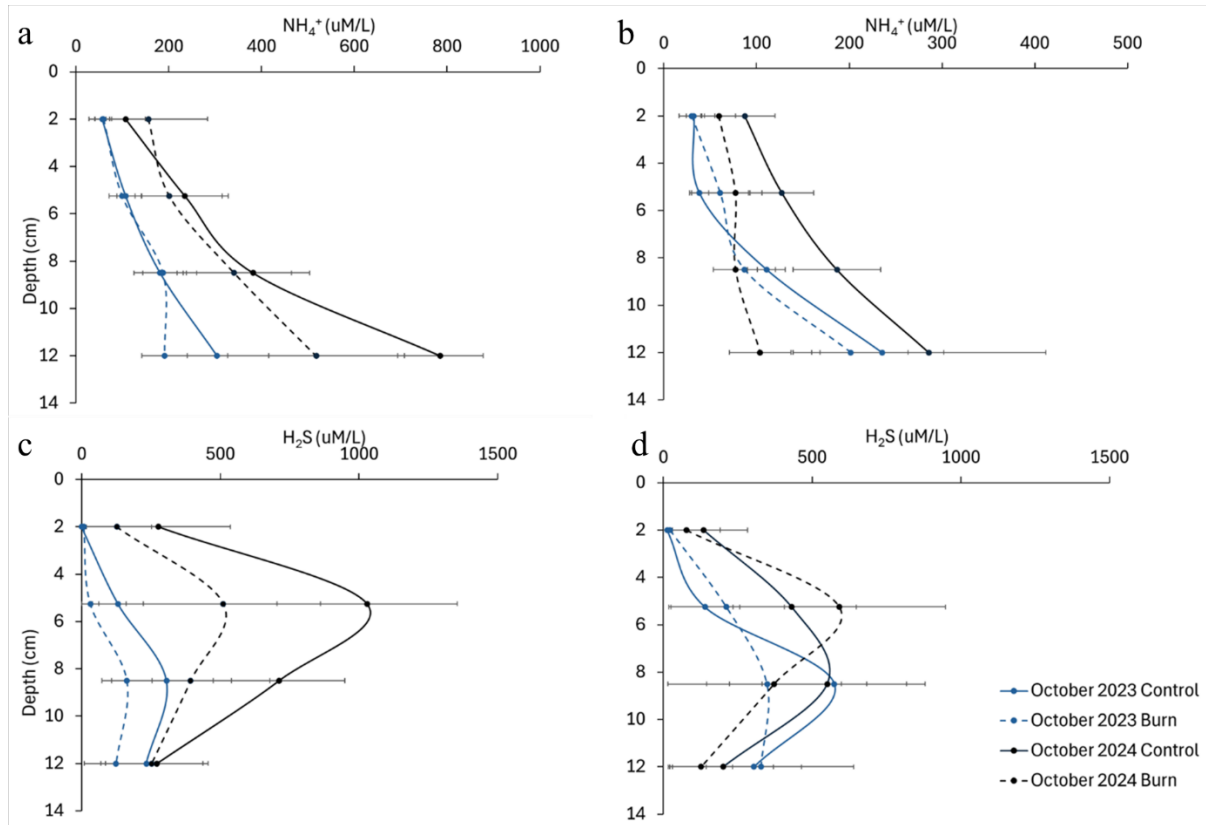 a
NH₄⁺ (uM/L)
0 200 400 600 800 1000
0
2
4
6
8
10
12
14
Depth (cm)
b
NH₄⁺ (uM/L)
0 100 200 300 400 500
0
2
4
6
8
10
12
14
c
H₂S (uM/L)
0 500 1000 1500
0
2
4
6
8
10
12
14
Depth (cm)
d
H₂S (uM/L)
0 500 1000 1500
0
2
4
6
8
10
12
14
October 2023 Control
October 2023 Burn
October 2024 Control
October 2024 Burn